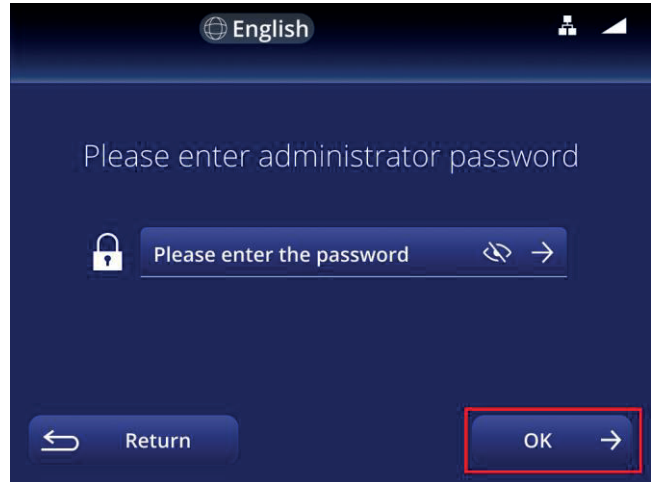 English
Please enter administrator password
Please enter the password
Return
OK